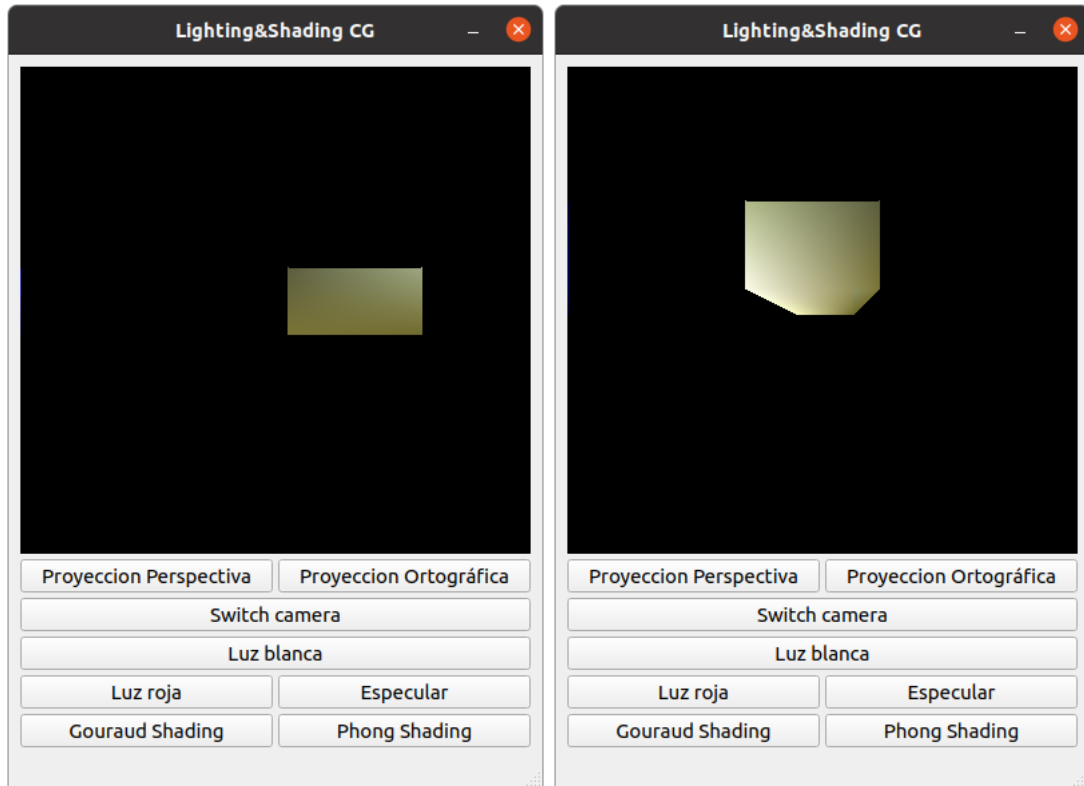 Lighting&Shading CG
Proyeccion Perspectiva Proyeccion Ortográfica
Switch camera
Luz blanca
Luz roja Especular
Gouraud Shading Phong Shading
Lighting&Shading CG
Proyeccion Perspectiva Proyeccion Ortográfica
Switch camera
Luz blanca
Luz roja Especular
Gouraud Shading Phong Shading